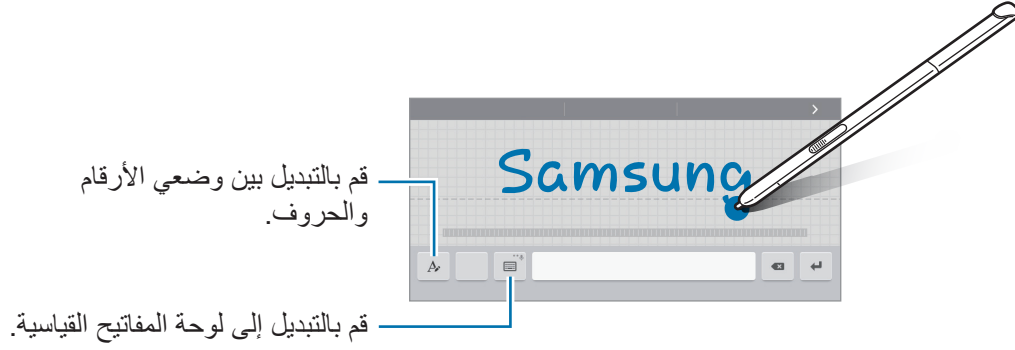 Samsung
قم بالتبديل بين وضعي الأرقام
والحروف.
A
قم بالتبديل إلى لوحة المفاتيح القياسية.